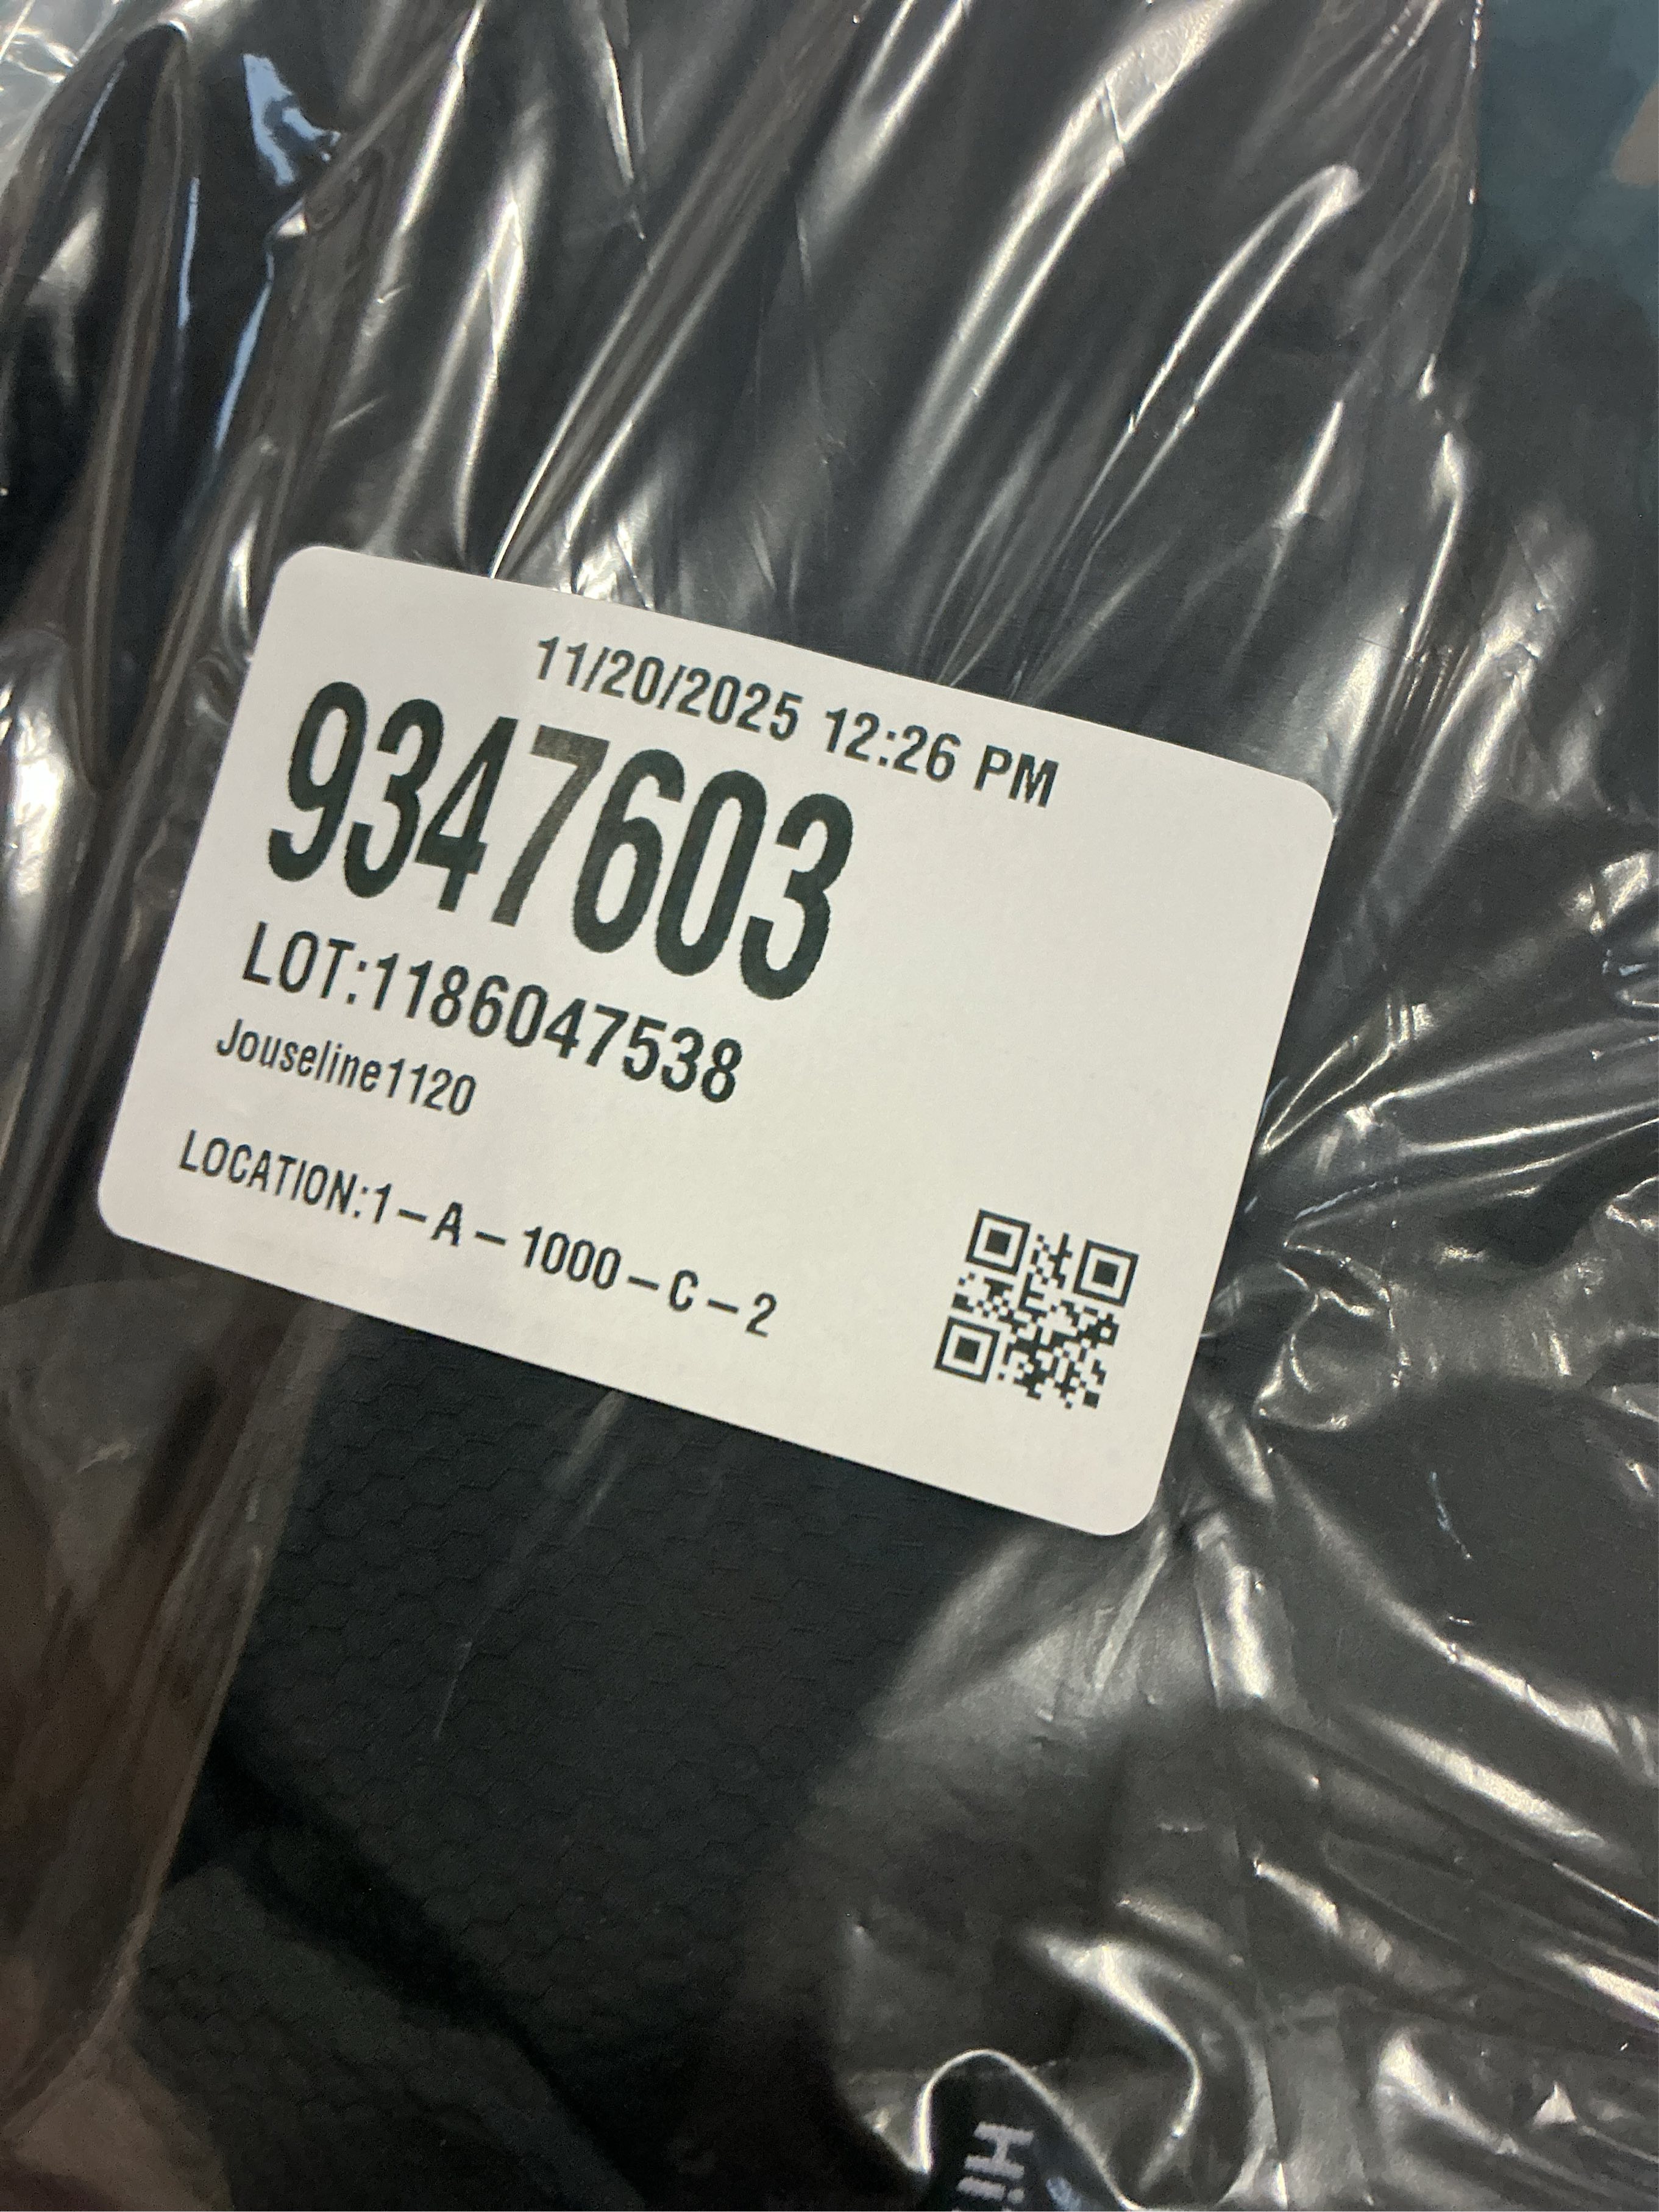 11/20/2025 12:26 PM
9347603
LOT:1186047538
Jouseline1120
LOCATION:1-A-1000-C-2